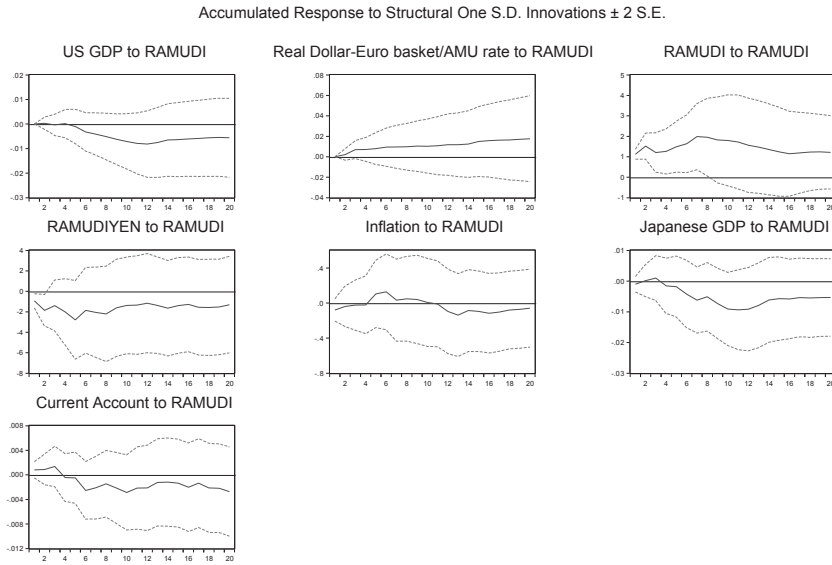 Accumulated Response to Structural One S.D. Innovations ± 2 S.E.
US GDP to RAMUDI
Real Dollar-Euro basket/AMU rate to RAMUDI
RAMUDI to RAMUDI
.02
.01
.00
-.01
-.02
-.03
2 4 6 8 10 12 14 16 18 20
.08
.06
.04
.02
.00
-.02
-.04
2 4 6 8 10 12 14 16 18 20
5
4
3
2
1
0
-1
2 4 6 8 10 12 14 16 18 20
RAMUDIYEN to RAMUDI
Inflation to RAMUDI
Japanese GDP to RAMUDI
4
2
0
-2
-4
-6
-8
2 4 6 8 10 12 14 16 18 20
.4
.0
-.4
-.8
2 4 6 8 10 12 14 16 18 20
.01
.00
-.01
-.02
-.03
2 4 6 8 10 12 14 16 18 20
Current Account to RAMUDI
.008
.004
.000
-.004
-.008
-.012
2 4 6 8 10 12 14 16 18 20